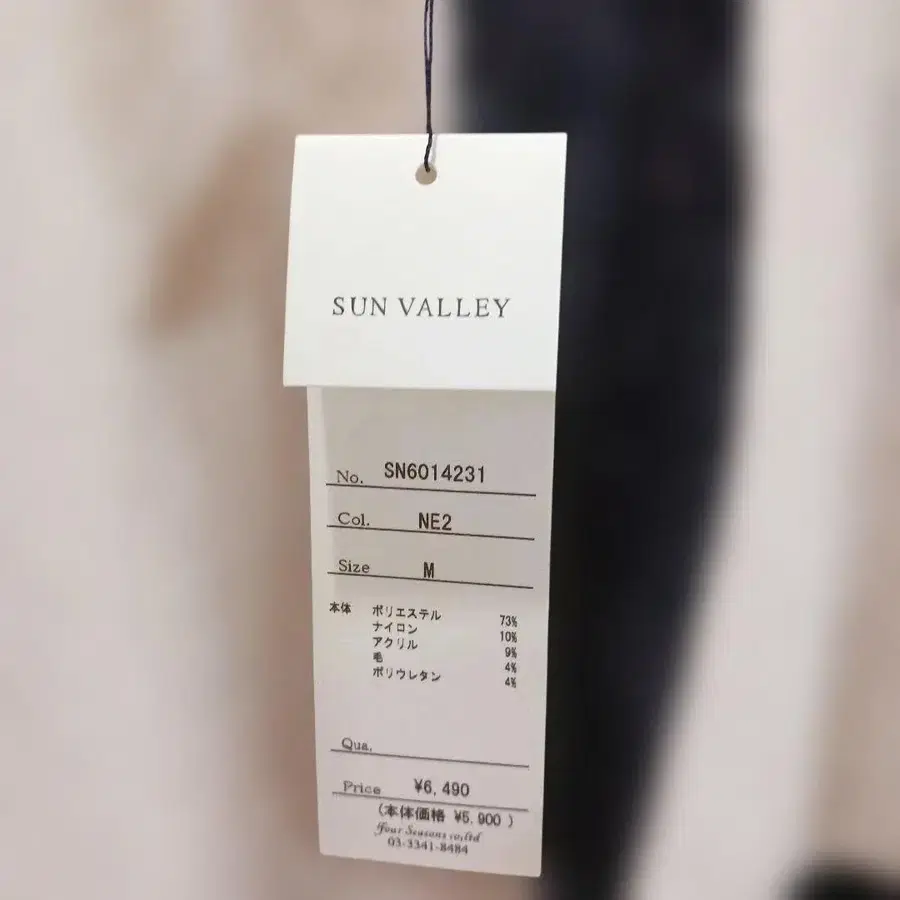 SUN VALLEY
No. SN6014231
Col. NE2
Size M
本体 ポリエステル 73%
ナイロン 10%
アクリル 9%
毛 4%
ポリウレタン 4%
Qua.
Price ¥6,490
(本体価格 ¥5,900 )
Four Seasons co,ltd
03-3341-8484